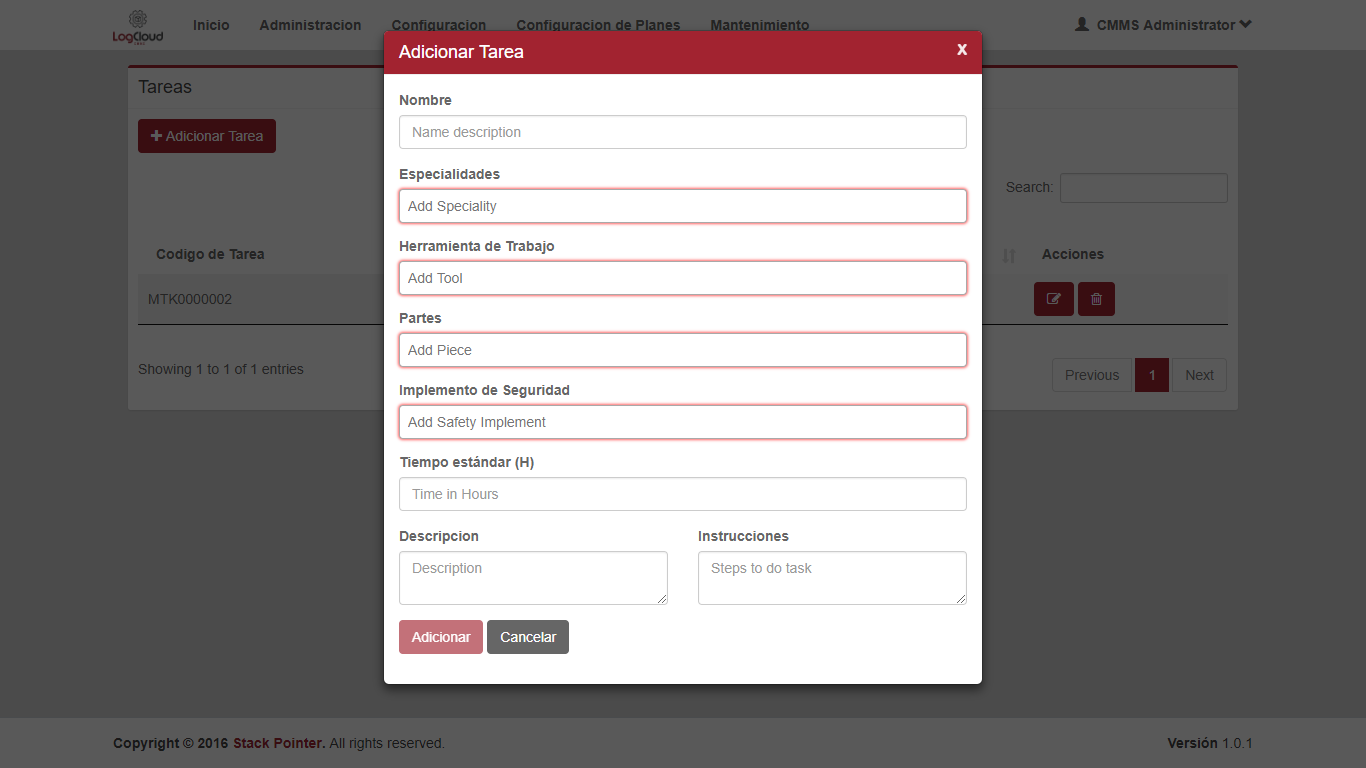 LogCloud
Inicio Administracion Configuracion Configuracion de Planes Mantenimiento CMMS Administrator
Adicionar Tarea x
Tareas
Adicionar Tarea
Nombre
Name description
Especialidades
Add Speciality
Search:
Herramienta de Trabajo
Add Tool
Codigo de Tarea Acciones
MTK0000002
Partes
Add Piece
Showing 1 to 1 of 1 entries
Previous 1 Next
Implemento de Seguridad
Add Safety Implement
Tiempo estándar (H)
Time in Hours
Descripcion Instrucciones
Description Steps to do task
Adicionar Cancelar
Copyright © 2016 Stack Pointer. All rights reserved. Versión 1.0.1